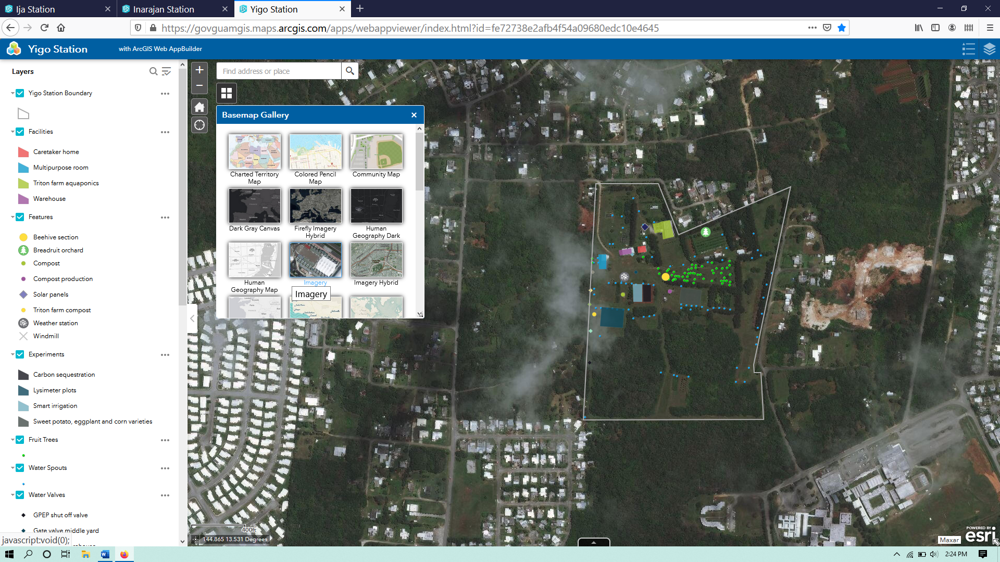 Ija Station
Inarajan Station
Yigo Station
https://govguamgis.maps.arcgis.com/apps/webappviewer/index.html?id=fe72738e2afb4f54a09680edc10e4645
Yigo Station
with ArcGIS Web AppBuilder
Layers
Yigo Station Boundary
Facilities
Caretaker home
Multipurpose room
Triton farm aquaponics
Warehouse
Features
Beehive section
Breadruit orchard
Compost
Compost production
Solar panels
Triton farm compost
Weather station
Windmill
Experiments
Carbon sequestration
Lysimeter plots
Smart irrigation
Sweet potato, eggplant and corn varieties
Fruit Trees
Water Spouts
Water Valves
GPEP shut off valve
Gate valve middle yard
javascript:void(0);
Find address or place
Basemap Gallery
Charted Territory Map
Colored Pencil Map
Community Map
Dark Gray Canvas
Firefly Imagery Hybrid
Human Geography Dark
Human Geography Map
Imagery
Imagery Hybrid
Imagery
400ft
144.865 13.531 Degrees
Maxar
POWERED BY
esri
2:24 PM